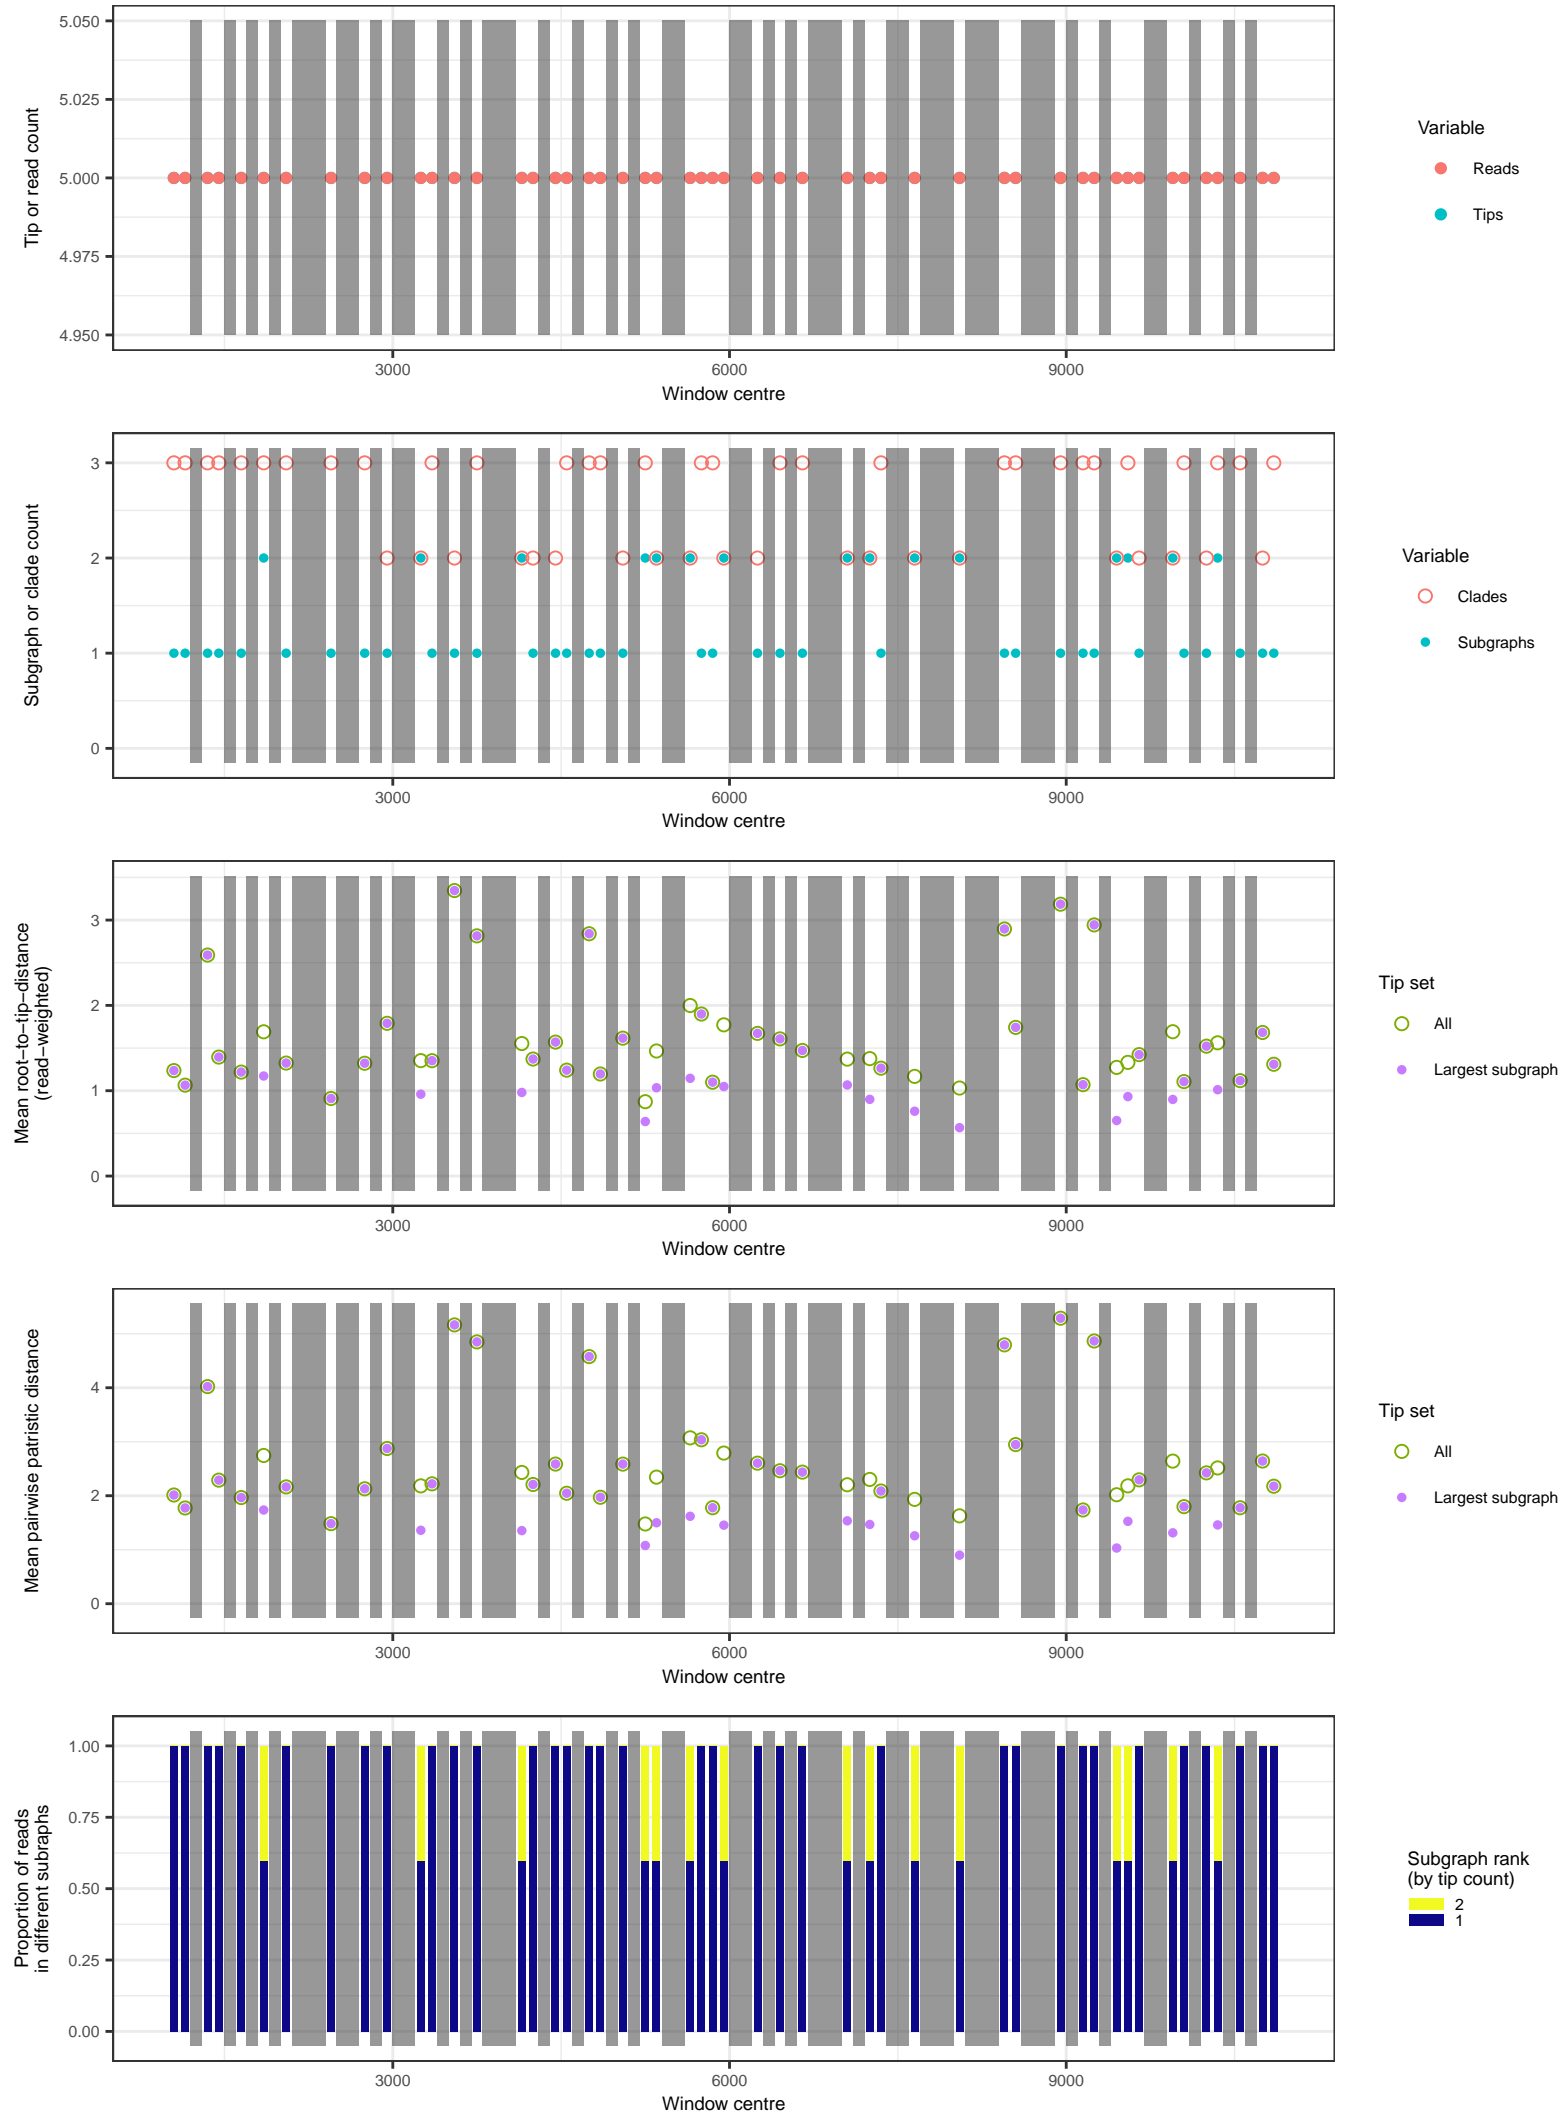 5.050
5.025
5.000
4.975
4.950
Tip or read count
3000
6000
9000
Window centre
Variable
Reads
Tips
3
2
1
0
Subgraph or clade count
3000
6000
9000
Window centre
Variable
Clades
Subgraphs
3
2
1
0
Mean root−to−tip−distance
(read−weighted)
3000
6000
9000
Window centre
Tip set
All
Largest subgraph
4
2
0
Mean pairwise patristic distance
3000
6000
9000
Window centre
Tip set
All
Largest subgraph
1.00
0.75
0.50
0.25
0.00
Proportion of reads
in different subraphs
3000
6000
9000
Window centre
Subgraph rank
(by tip count)
2
1